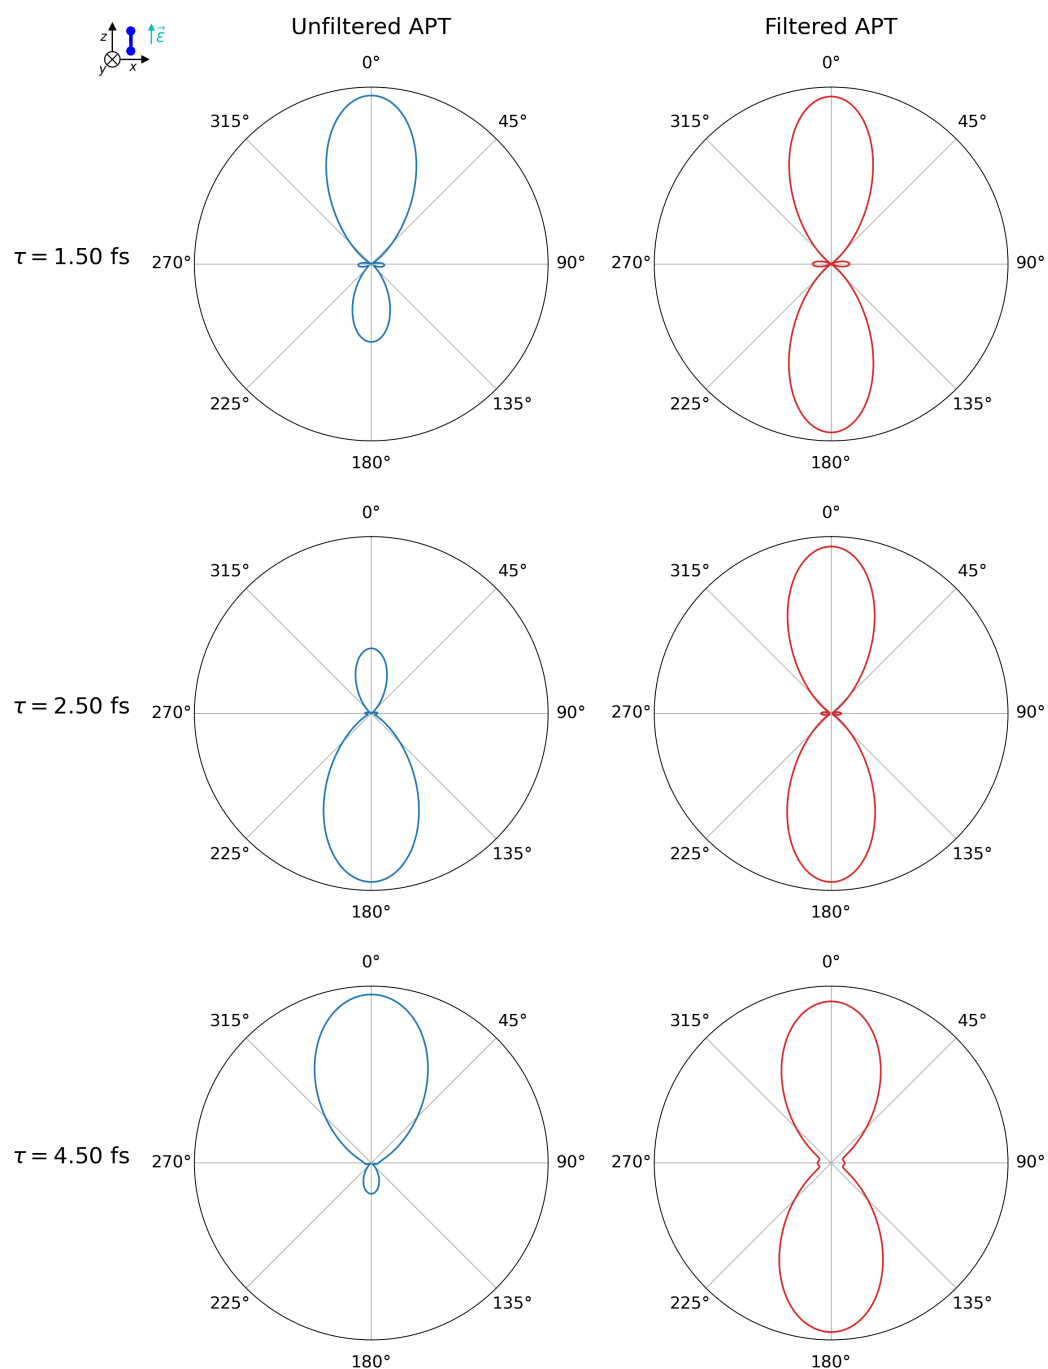 Unfiltered APT Filtered APT
z ε⃗
y x
0° 0°
315° 45° 315° 45°
τ = 1.50 fs 270° 90° 270° 90°
225° 135° 225° 135°
180° 180°
0° 0°
315° 45° 315° 45°
τ = 2.50 fs 270° 90° 270° 90°
225° 135° 225° 135°
180° 180°
0° 0°
315° 45° 315° 45°
τ = 4.50 fs 270° 90° 270° 90°
225° 135° 225° 135°
180° 180°